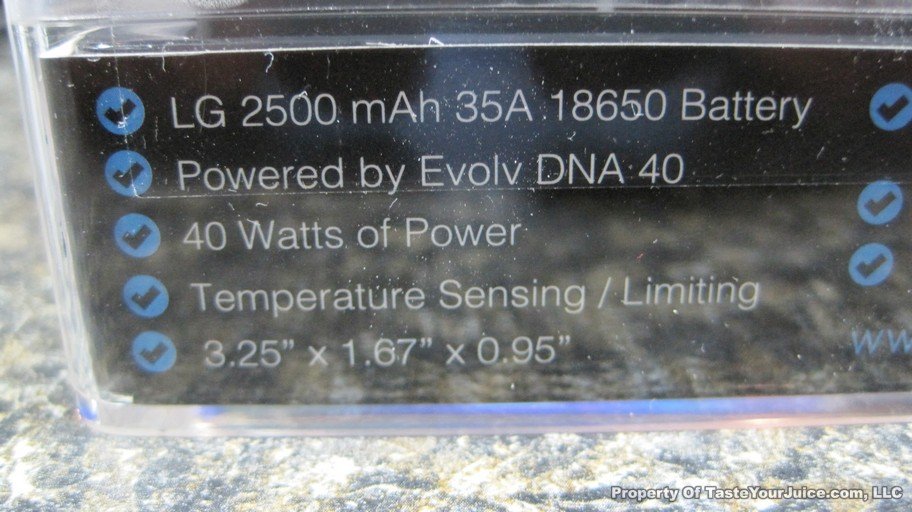 LG 2500 mAh 35A 18650 Battery
Powered by Evolv DNA 40
40 Watts of Power
Temperature Sensing / Limiting
3.25" x 1.67" x 0.95"
ww
Property Of TasteYourJuice.com, LLC